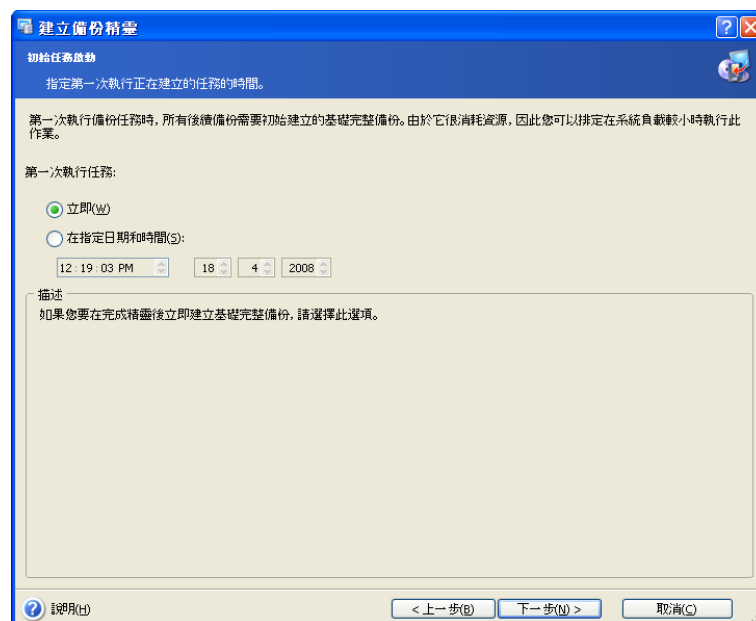 建立備份精靈
初始任務啟動
指定第一次執行正在建立的任務的時間。
第一次執行備份任務時，所有後續備份需要初始建立的基礎完整備份。由於它很消耗資源，因此您可以排定在系統負載較小時執行此
作業。
第一次執行任務:
立即(W)
在指定日期和時間(S):
12:19:03 PM 18 4 2008
描述
如果您要在完成精靈後立即建立基礎完整備份，請選擇此選項。
說明(H) < 上一步(B) 下一步(N) > 取消(C)